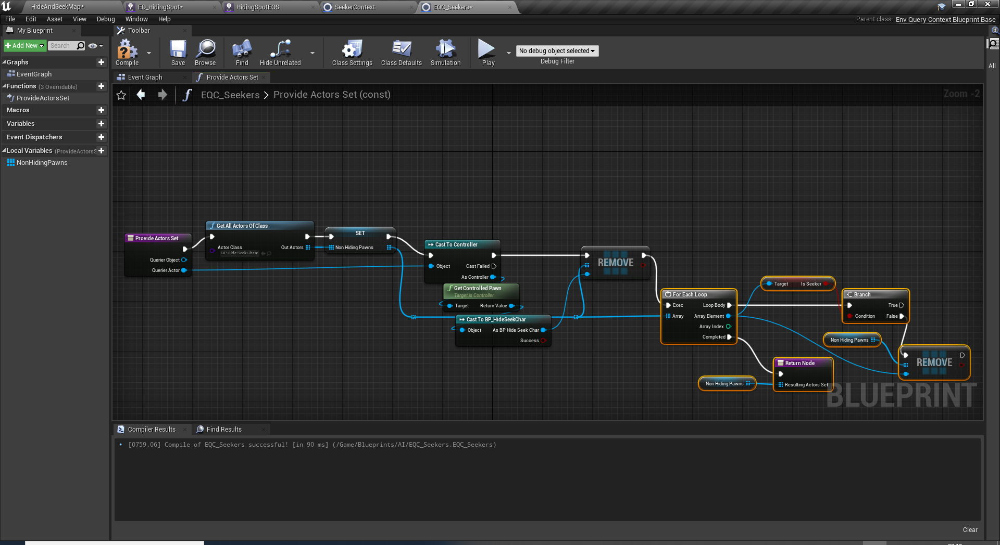 HideAndSeekMap*
EQ_HidingSpot*
HidingSpotEQS
SeekerContext
EQC_Seekers*
File Edit Asset View Debug Window Help
Parent class: Env Query Context Blueprint Base
My Blueprint
Toolbar
Add New
Search
Compile
Save
Browse
Find
Hide Unrelated
Class Settings
Class Defaults
Simulation
Play
No debug object selected
Debug Filter
All
Graphs
EventGraph
Functions (3 Overridable)
ProvideActorsSet
Macros
Variables
Event Dispatchers
Local Variables (ProvideActorsS
NonHidingPawns
Event Graph
Provide Actors Set
EQC_Seekers > Provide Actors Set (const)
Zoom -2
Provide Actors Set
Querier Object
Querier Actor
Get All Actors Of Class
Actor Class
BP Hide Seek Cha
Out Actors
SET
Non Hiding Pawns
Cast To Controller
Object
Cast Failed
As Controller
Get Controlled Pawn
Target is Controller
Target
Return Value
Cast To BP_HideSeekChar
Object
As BP Hide Seek Char
Success
REMOVE
For Each Loop
Exec
Loop Body
Array
Array Element
Array Index
Completed
Target
Is Seeker
Branch
True
Condition
False
Non Hiding Pawns
REMOVE
Return Node
Non Hiding Pawns
Resulting Actors Set
BLUEPRINT
Compiler Results
Find Results
[0759,06] Compile of EQC_Seekers successful! [in 90 ms] (/Game/Blueprints/AI/EQC_Seekers.EQC_Seekers)
Clear